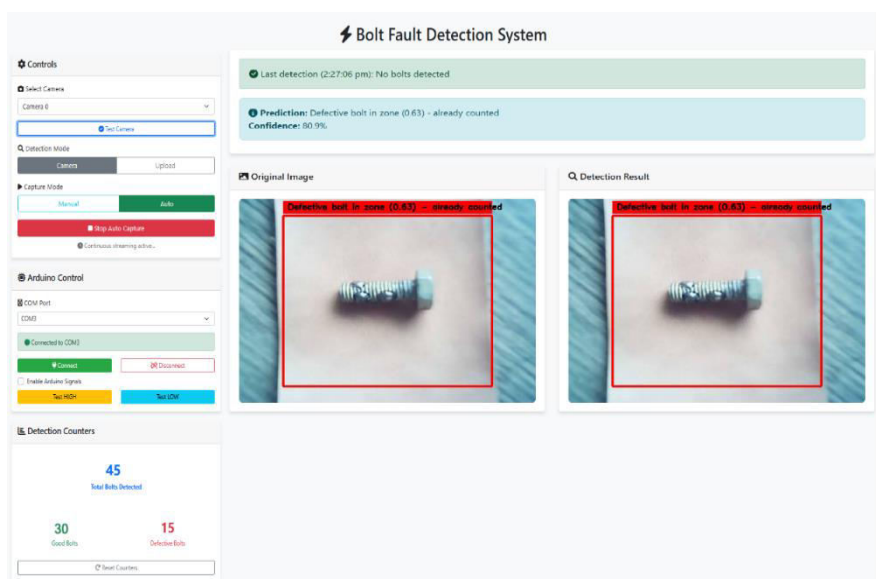 Bolt Fault Detection System
Controls
Select Camera
Camera 0
Test Camera
Detection Mode
Camera
Upload
Capture Mode
Manual
Auto
Stop Auto Capture
Continuous streaming active...
Arduino Control
COM Port
COM3
Connected to COM3
Connect
Disconnect
Enable Arduino Signals
Test HIGH
Test LOW
Detection Counters
45
Total Bolts Detected
30
Good Bolts
15
Defective Bolts
Reset Counters
Last detection (2:27:06 pm): No bolts detected
Prediction: Defective bolt in zone (0.63) - already counted
Confidence: 80.9%
Original Image
Defective bolt in zone (0.63) - already counted
Detection Result
Defective bolt in zone (0.63) - already counted